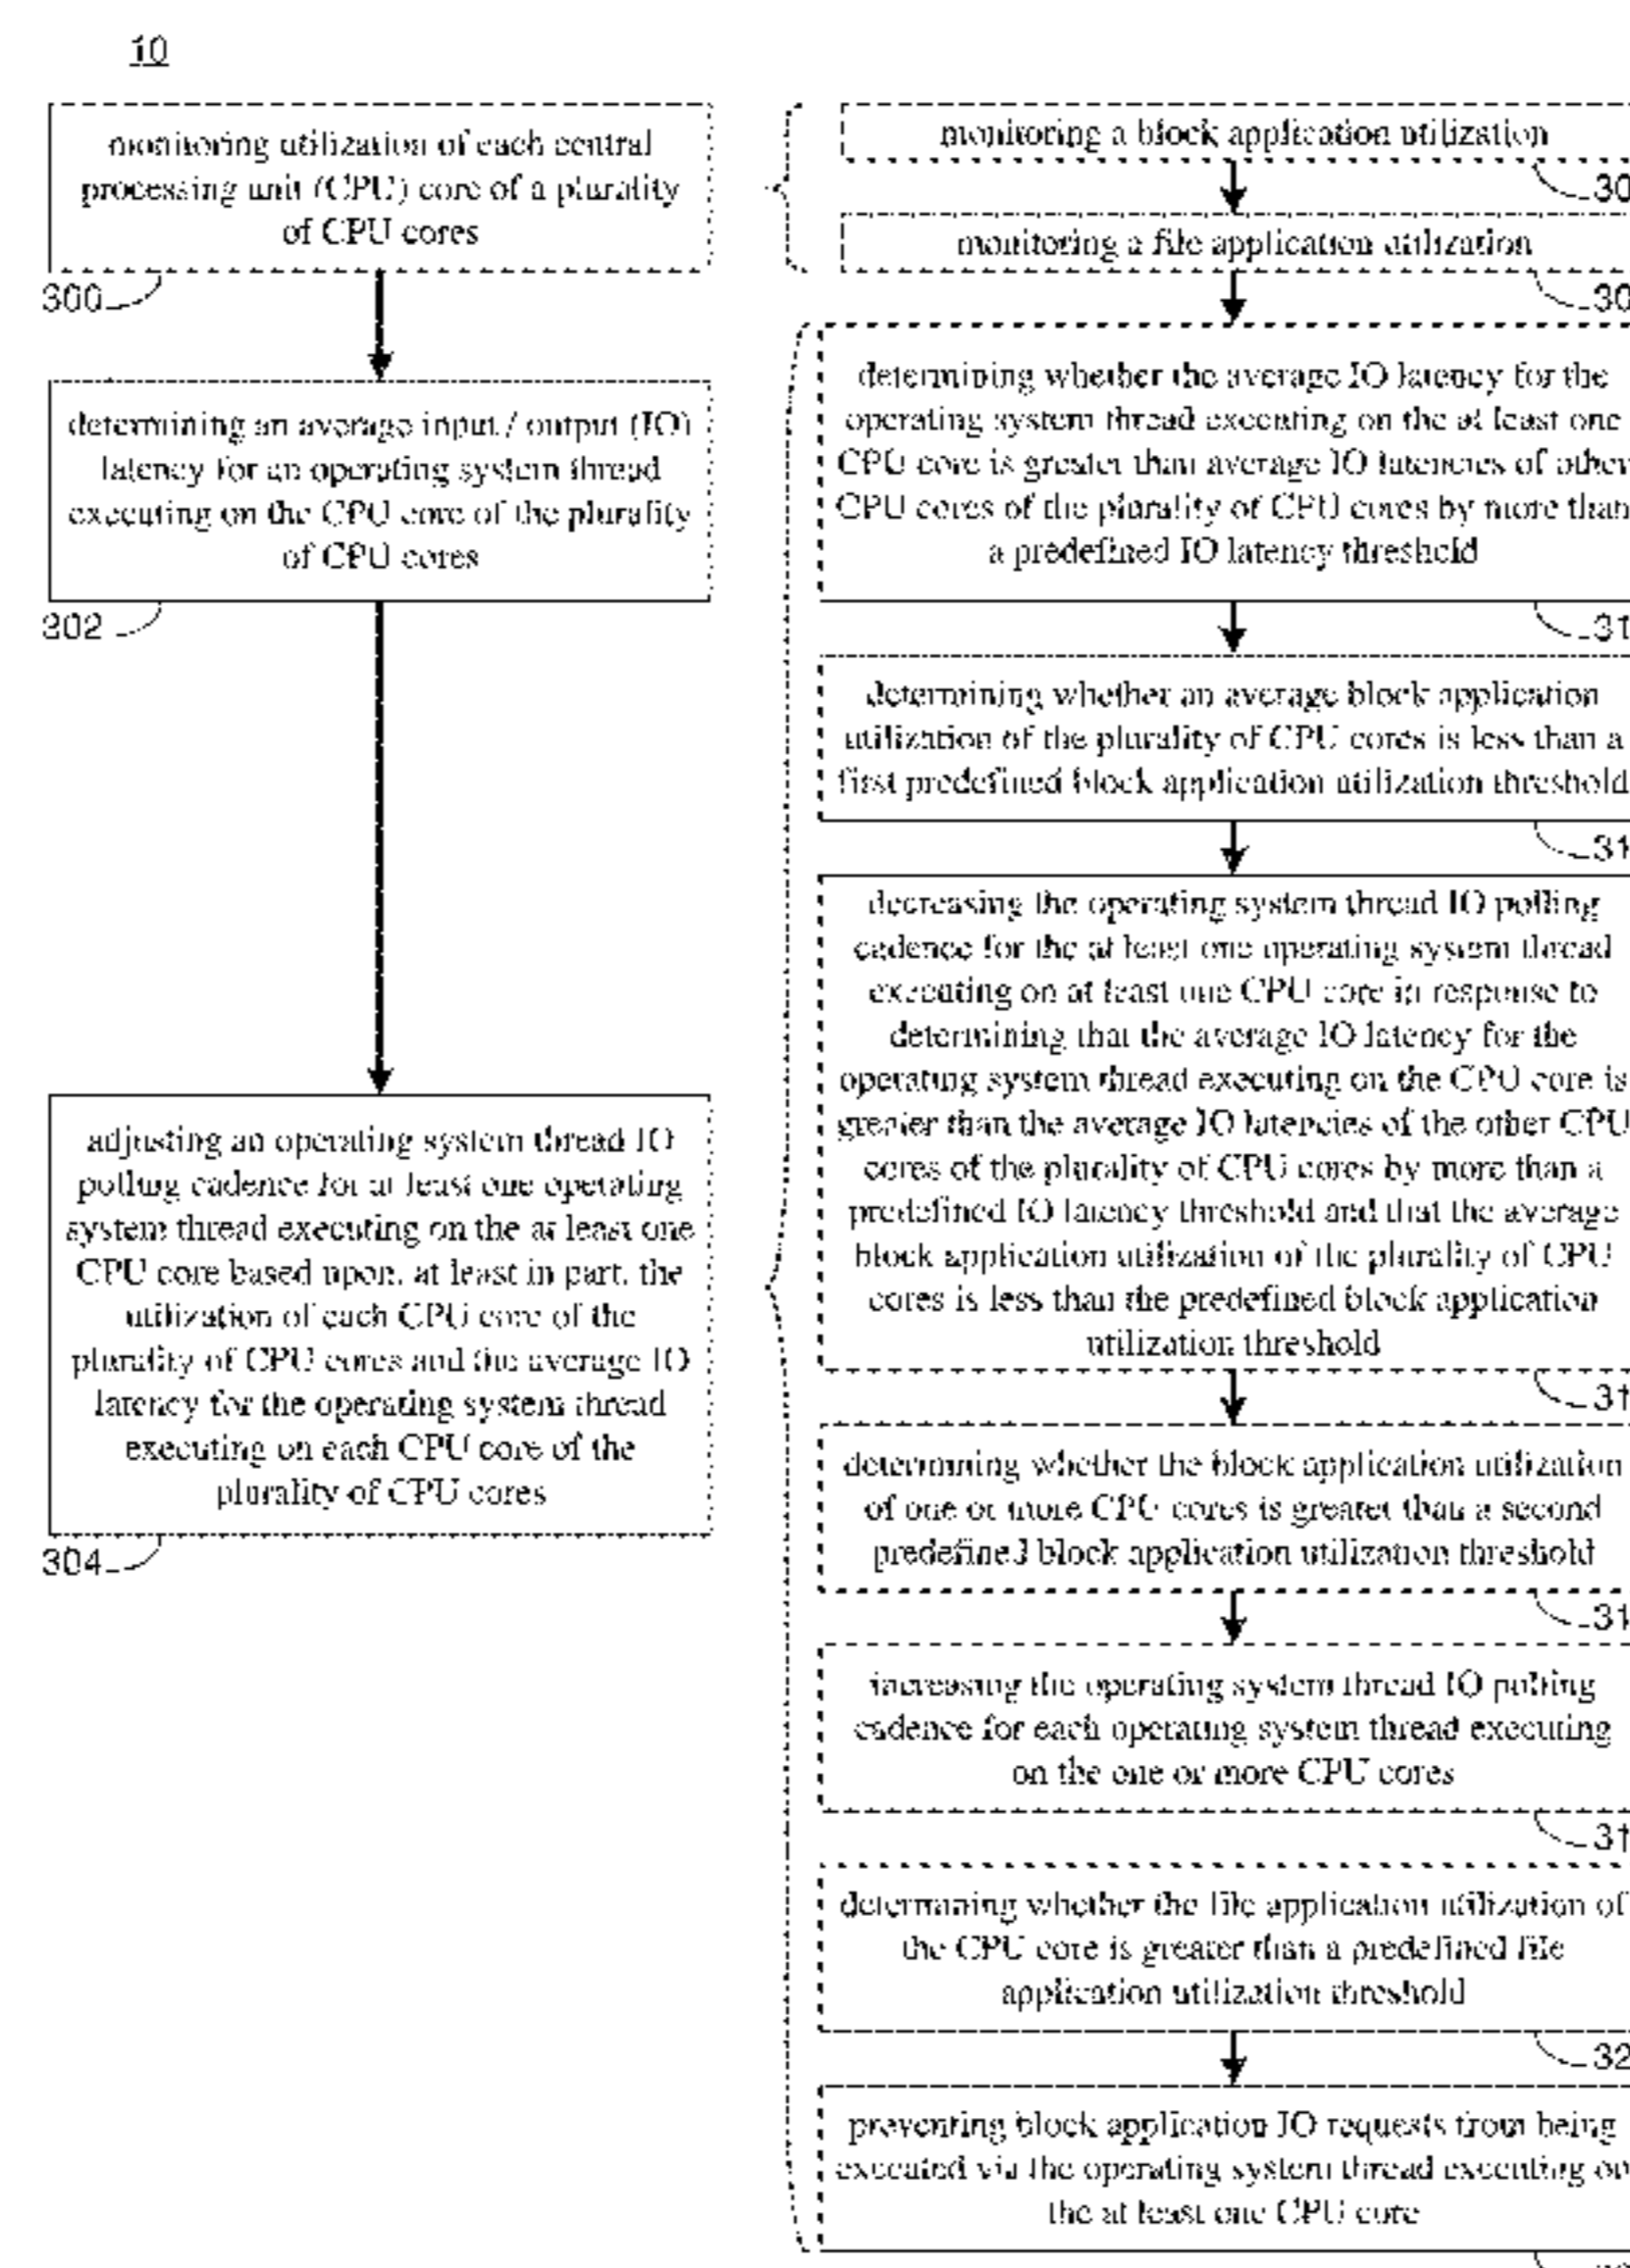 10
monitoring utilization of each central
processing unit (CPU) core of a plurality
of CPU cores
300
determining an average input / output (IO)
latency for an operating system thread
executing on the CPU core of the plurality
of CPU cores
302
adjusting an operating system thread IO
polling cadence for at least one operating
system thread executing on the at least one
CPU core based upon, at least in part, the
utilization of each CPU core of the
plurality of CPU cores and the average IO
latency for the operating system thread
executing on each CPU core of the
plurality of CPU cores
304
monitoring a block application utilization
30
monitoring a file application utilization
30
determining whether the average IO latency for the
operating system thread executing on the at least one
CPU core is greater than average IO latencies of other
CPU cores of the plurality of CPU cores by more than
a predefined IO latency threshold
31
determining whether an average block application
utilization of the plurality of CPU cores is less than a
first predefined block application utilization threshold
31
decreasing the operating system thread IO polling
cadence for the at least one operating system thread
executing on at least one CPU core in response to
determining that the average IO latency for the
operating system thread executing on the CPU core is
greater than the average IO latencies of the other CPU
cores of the plurality of CPU cores by more than a
predefined IO latency threshold and that the average
block application utilization of the plurality of CPU
cores is less than the predefined block application
utilization threshold
31
determining whether the block application utilization
of one or more CPU cores is greater than a second
predefined block application utilization threshold
31
increasing the operating system thread IO polling
cadence for each operating system thread executing
on the one or more CPU cores
31
determining whether the file application utilization of
the CPU core is greater than a predefined file
application utilization threshold
32
preventing block application IO requests from being
executed via the operating system thread executing on
the at least one CPU core